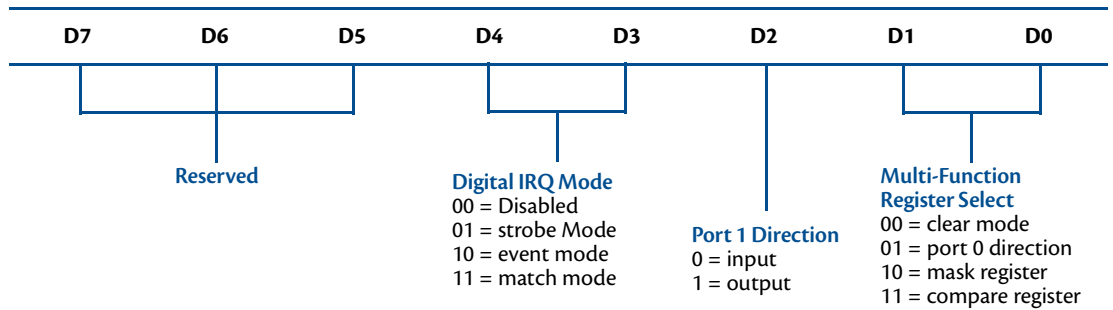 D7 D6 D5 D4 D3 D2 D1 D0
Reserved
Digital IRQ Mode
00 = Disabled
01 = strobe Mode
10 = event mode
11 = match mode
Port 1 Direction
0 = input
1 = output
Multi-Function
Register Select
00 = clear mode
01 = port 0 direction
10 = mask register
11 = compare register